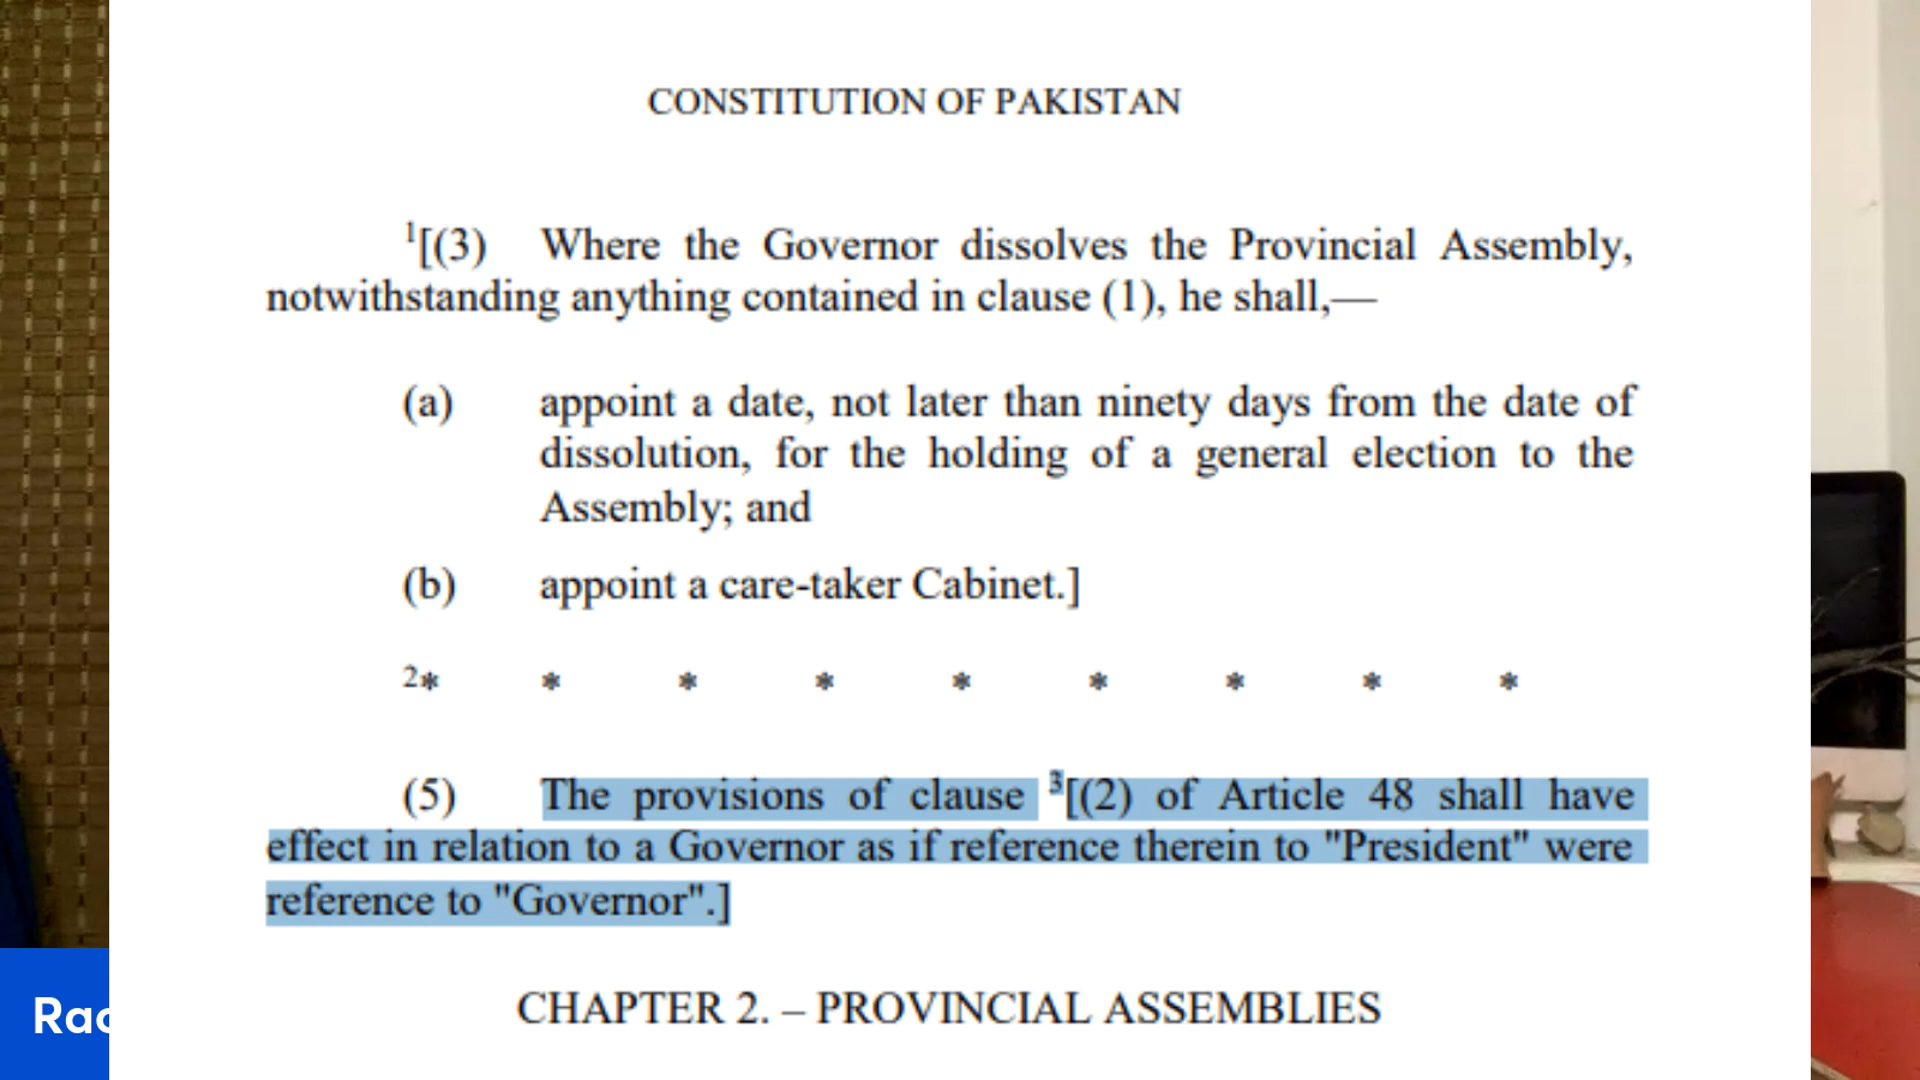 CONSTITUTION OF PAKISTAN
1[(3) Where the Governor dissolves the Provincial Assembly,
notwithstanding anything contained in clause (1), he shall,—
(a) appoint a date, not later than ninety days from the date of
dissolution, for the holding of a general election to the
Assembly; and
(b) appoint a care-taker Cabinet.]
2* * * * * * * * *
(5) The provisions of clause 3[(2) of Article 48 shall have
effect in relation to a Governor as if reference therein to "President" were
reference to "Governor".]
CHAPTER 2. – PROVINCIAL ASSEMBLIES